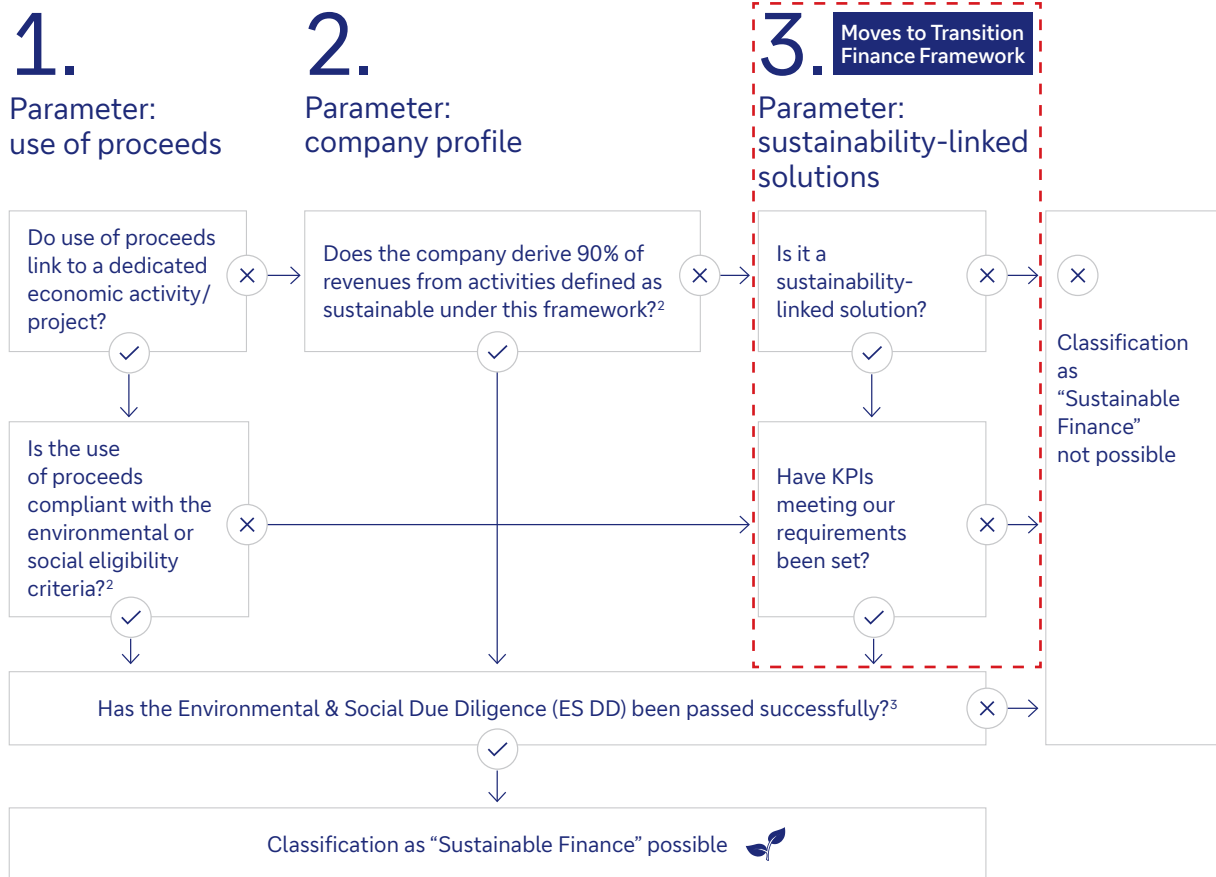 1.
Parameter:
use of proceeds
2.
Parameter:
company profile
3.
Moves to Transition
Finance Framework
Parameter:
sustainability-linked
solutions
Do use of proceeds
link to a dedicated
economic activity/
project?
Does the company derive 90% of
revenues from activities defined as
sustainable under this framework?²
Is it a
sustainability-
linked solution?
Classification
as
“Sustainable
Finance”
not possible
Is the use
of proceeds
compliant with the
environmental or
social eligibility
criteria?²
Have KPIs
meeting our
requirements
been set?
Has the Environmental & Social Due Diligence (ES DD) been passed successfully?³
Classification as “Sustainable Finance” possible